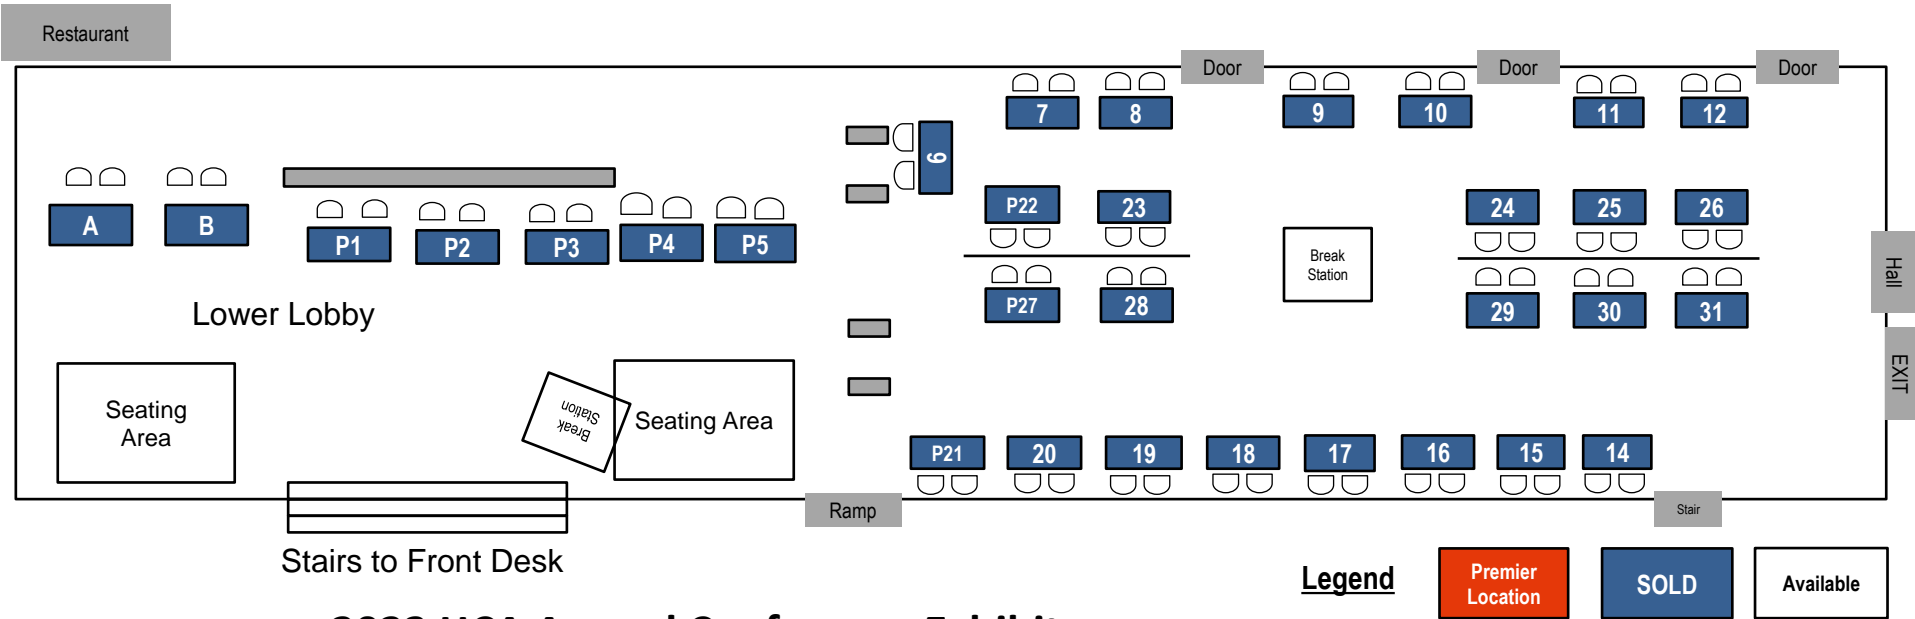 Restaurant
Door
Door
Door
7
8
9
10
11
12
6
A
B
P1
P2
P3
P4
P5
P22
23
24
25
26
Break
Station
Hall
P27
28
29
30
31
Lower Lobby
EXIT
Seating
Area
Break
Station
Seating Area
P21
20
19
18
17
16
15
14
Ramp
Stair
Stairs to Front Desk
Legend
Premier
Location
SOLD
Available